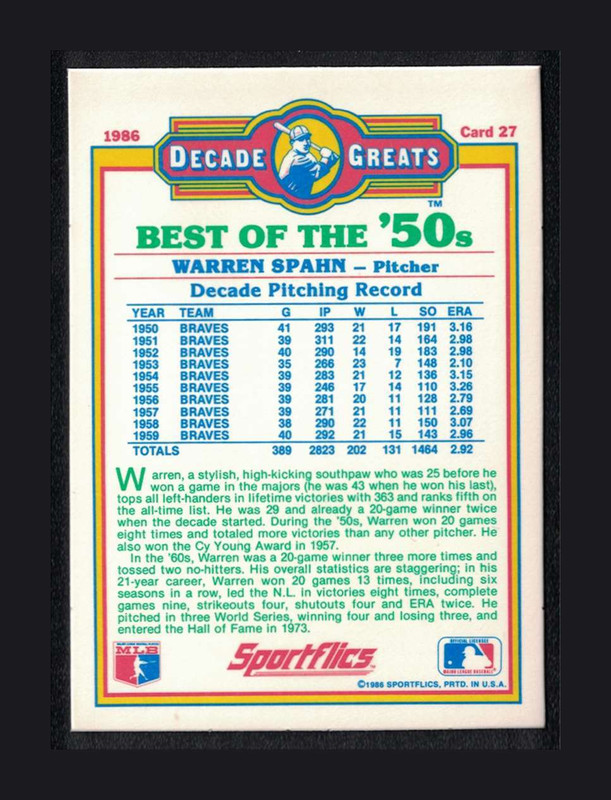 1986
Card 27
DECADE GREATS
TM
BEST OF THE '50s
WARREN SPAHN – Pitcher
Decade Pitching Record
YEAR TEAM G IP W L SO ERA
1950 BRAVES 41 293 21 17 191 3.16
1951 BRAVES 39 311 22 14 164 2.98
1952 BRAVES 40 290 14 19 183 2.98
1953 BRAVES 35 266 23 7 148 2.10
1954 BRAVES 39 283 21 12 136 3.15
1955 BRAVES 39 246 17 14 110 3.26
1956 BRAVES 39 281 20 11 128 2.79
1957 BRAVES 39 271 21 11 111 2.69
1958 BRAVES 38 290 22 11 150 3.07
1959 BRAVES 40 292 21 15 143 2.96
TOTALS 389 2823 202 131 1464 2.92
Warren, a stylish, high-kicking southpaw who was 25 before he
won a game in the majors (he was 43 when he won his last),
tops all left-handers in lifetime victories with 363 and ranks fifth on
the all-time list. He was 29 and already a 20-game winner twice
when the decade started. During the '50s, Warren won 20 games
eight times and totaled more victories than any other pitcher. He
also won the Cy Young Award in 1957.
In the '60s, Warren was a 20-game winner three more times and
tossed two no-hitters. His overall statistics are staggering; in his
21-year career, Warren won 20 games 13 times, including six
seasons in a row, led the N.L. in victories eight times, complete
games nine, strikeouts four, shutouts four and ERA twice. He
pitched in three World Series, winning four and losing three, and
entered the Hall of Fame in 1973.
MLB
Sportflics
OFFICIAL LICENSEE
MAJOR LEAGUE BASEBALL
©1986 SPORTFLICS, PRTD. IN U.S.A.